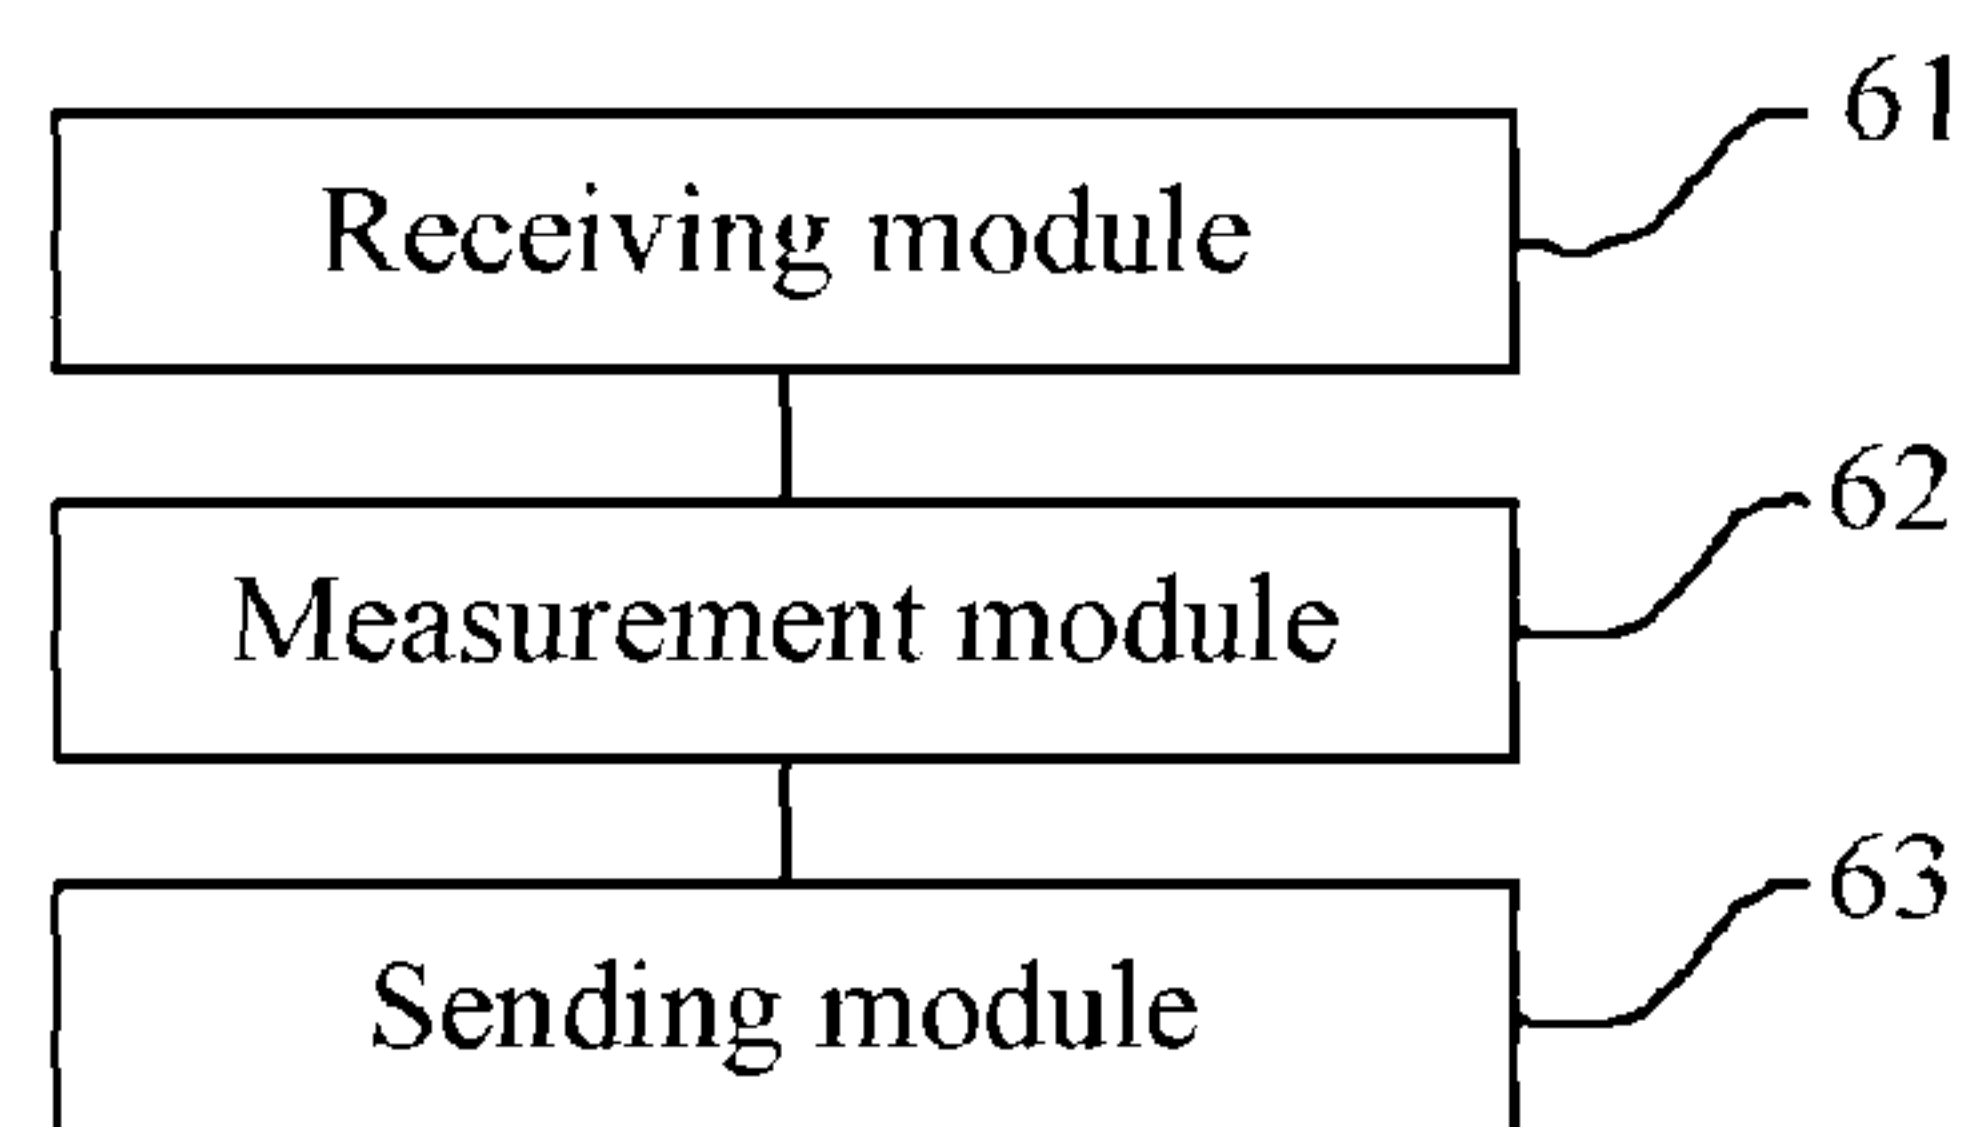 61
Receiving module
62
Measurement module
63
Sending module